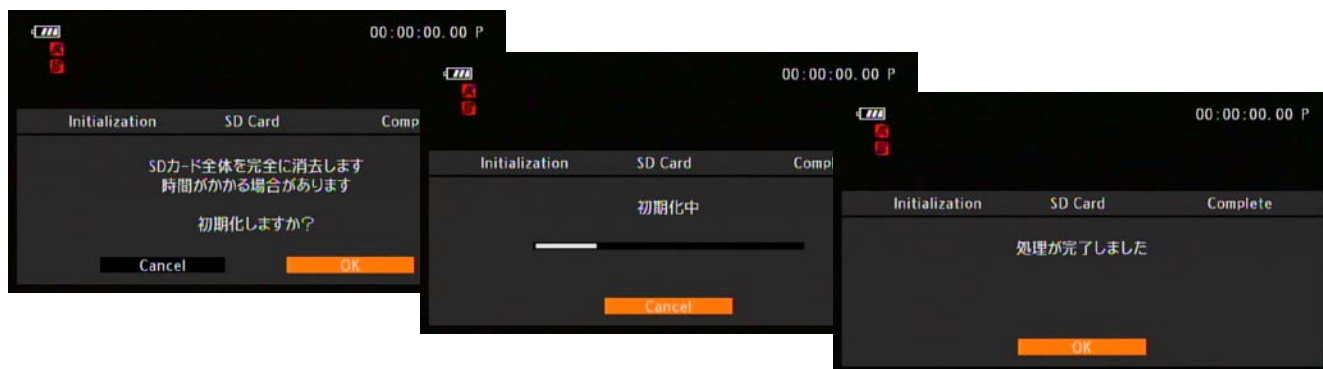 00:00:00.00 P
Initialization SD Card Comp
SDカード全体を完全に消去します
時間がかかる場合があります
初期化しますか?
Cancel OK
00:00:00.00 P
Initialization SD Card Compl
初期化中
Cancel
00:00:00.00 P
Initialization SD Card Complete
処理が完了しました
OK